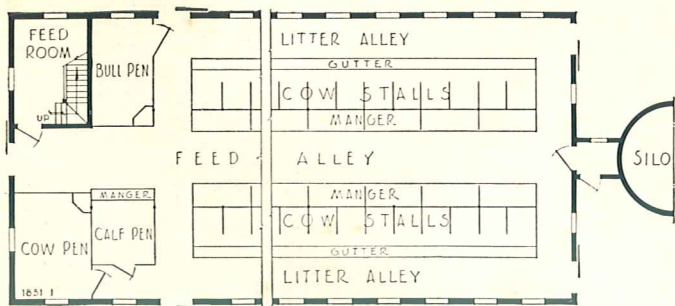 FEED
ROOM
UP
BULL PEN
LITTER ALLEY
GUTTER
COW STALLS
MANGER
FEED ALLEY
SILO
MANGER
CALF PEN
COW PEN
1831 1
MANGER
COW STALLS
GUTTER
LITTER ALLEY